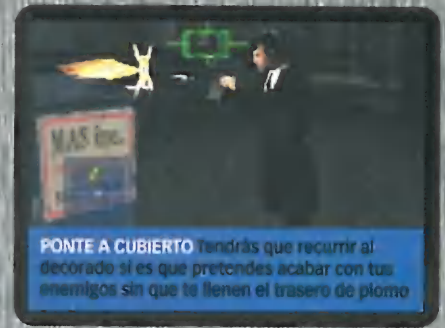 MAS inc.
PONTE A CUBIERTO Tendrás que recurrir al
decorado si es que pretendes acabar con tus
enemigos sin que te llenen el trasero de plomo